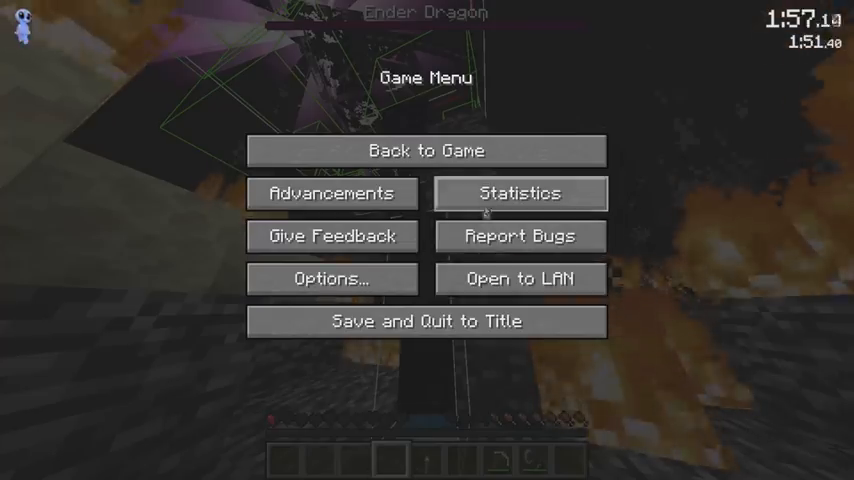 Ender Dragon
1:57.14
1:51.40
Game Menu
Back to Game
Advancements
Statistics
Give Feedback
Report Bugs
Options...
Open to LAN
Save and Quit to Title